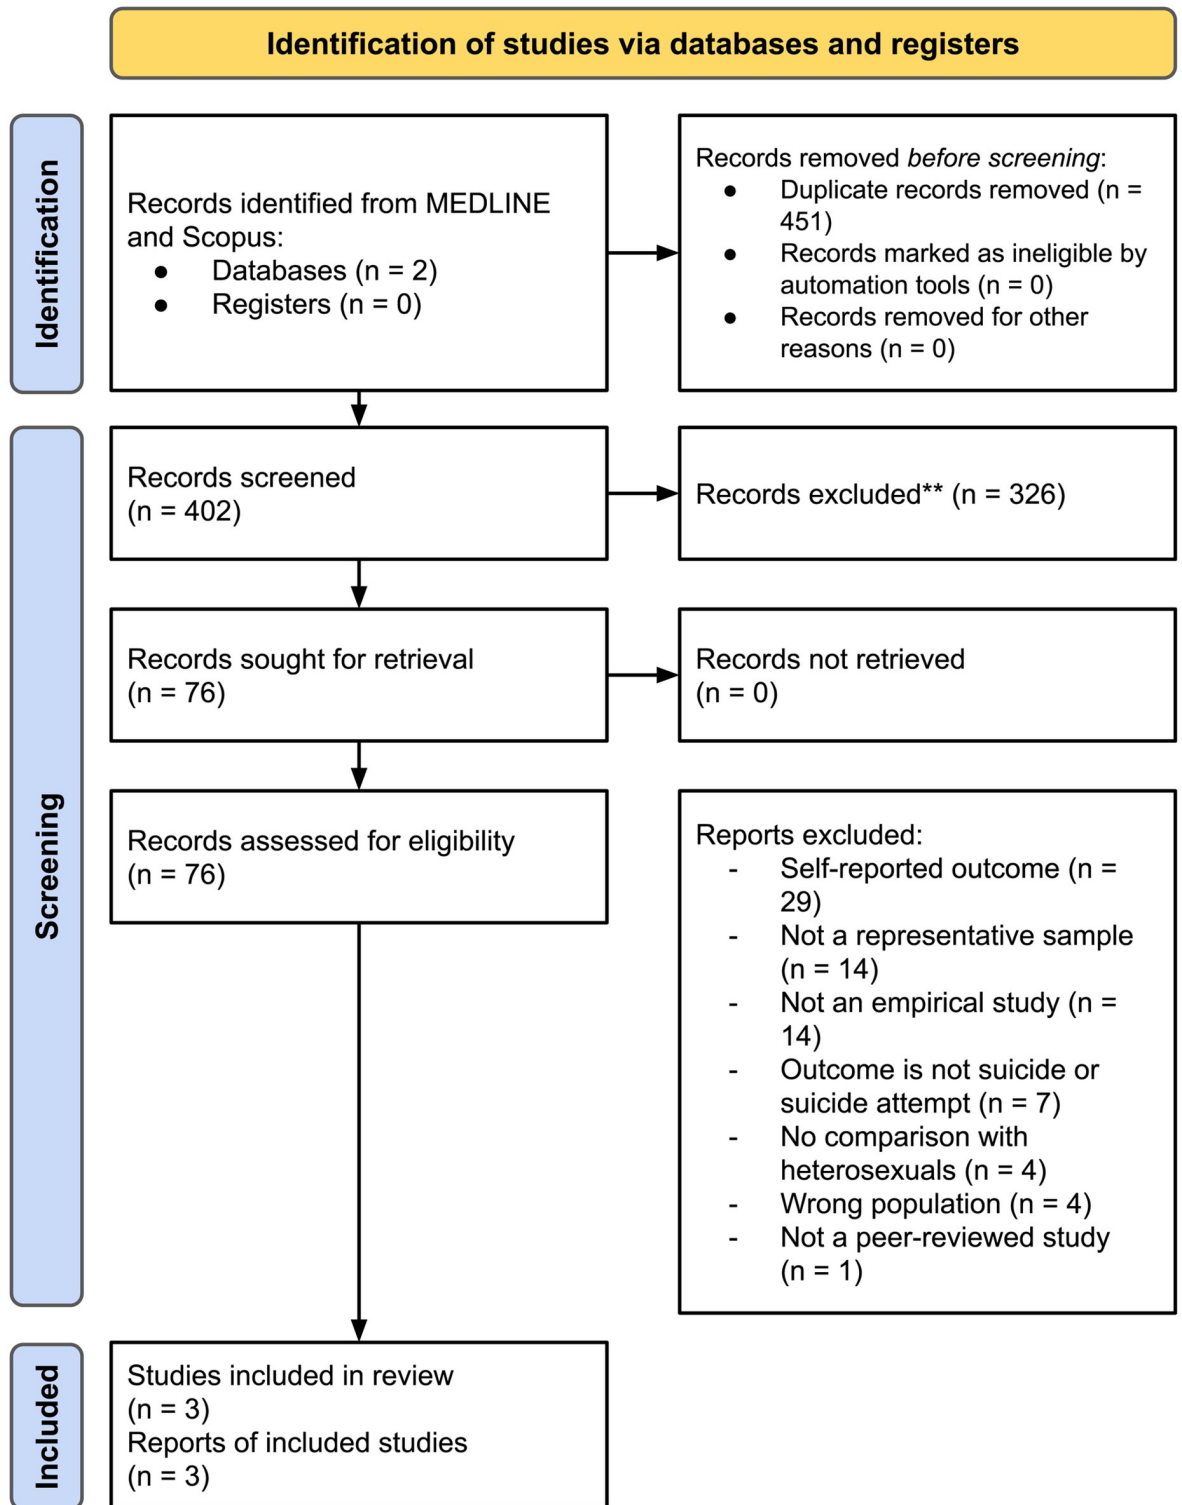 Identification of studies via databases and registers
Identification
Records identified from MEDLINE
and Scopus:
● Databases (n = 2)
● Registers (n = 0)
Records removed before screening:
● Duplicate records removed (n =
451)
● Records marked as ineligible by
automation tools (n = 0)
● Records removed for other
reasons (n = 0)
Screening
Records screened
(n = 402)
Records excluded** (n = 326)
Records sought for retrieval
(n = 76)
Records not retrieved
(n = 0)
Records assessed for eligibility
(n = 76)
Reports excluded:
- Self-reported outcome (n =
29)
- Not a representative sample
(n = 14)
- Not an empirical study (n =
14)
- Outcome is not suicide or
suicide attempt (n = 7)
- No comparison with
heterosexuals (n = 4)
- Wrong population (n = 4)
- Not a peer-reviewed study
(n = 1)
Included
Studies included in review
(n = 3)
Reports of included studies
(n = 3)